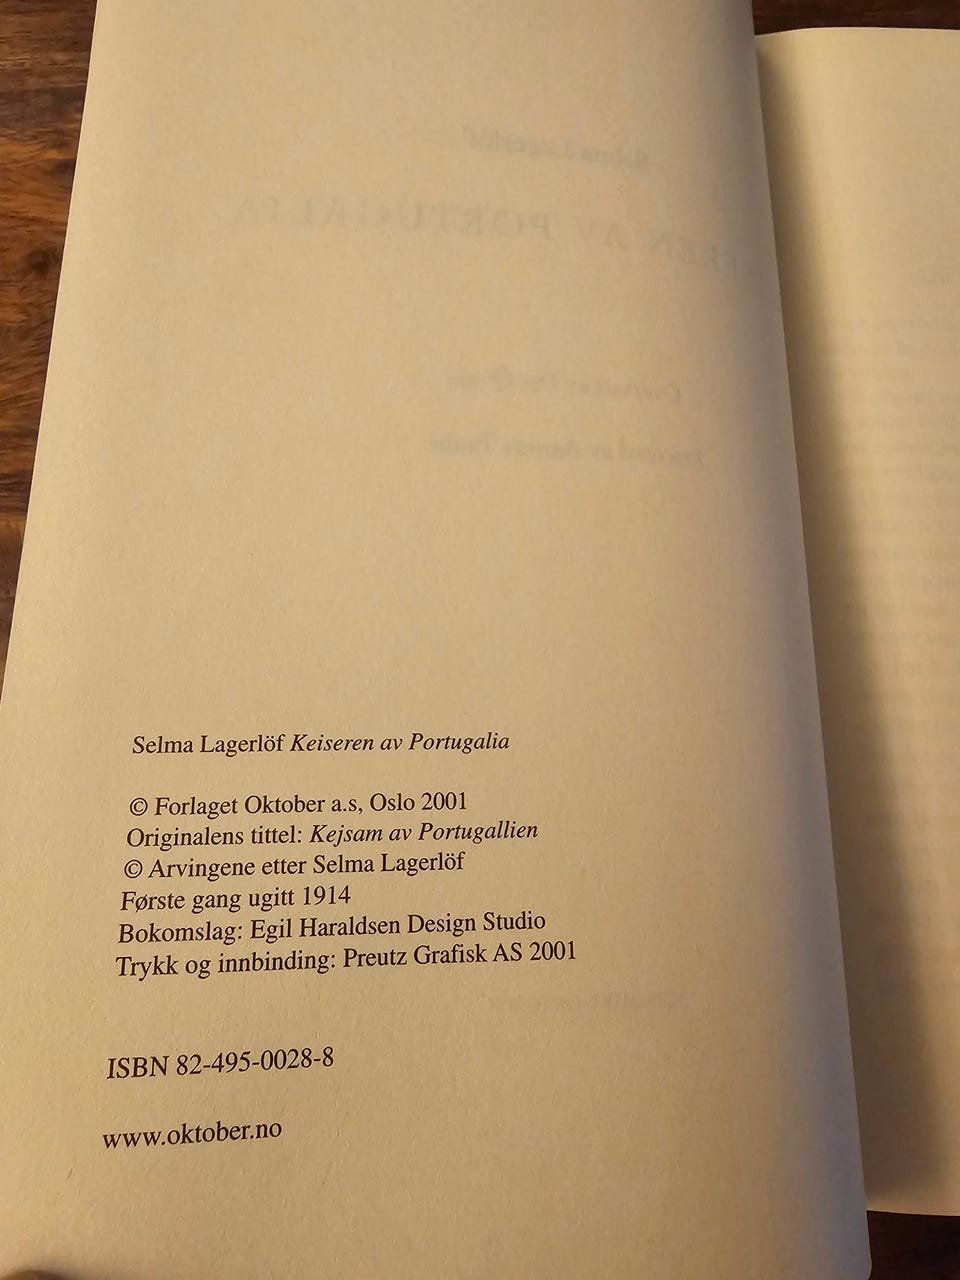 Selma Lagerlöf Keiseren av Portugalia
© Forlaget Oktober a.s, Oslo 2001
Originalens tittel: Kejsam av Portugallien
© Arvingene etter Selma Lagerlöf
Første gang ugitt 1914
Bokomslag: Egil Haraldsen Design Studio
Trykk og innbinding: Preutz Grafisk AS 2001
ISBN 82-495-0028-8
www.oktober.no